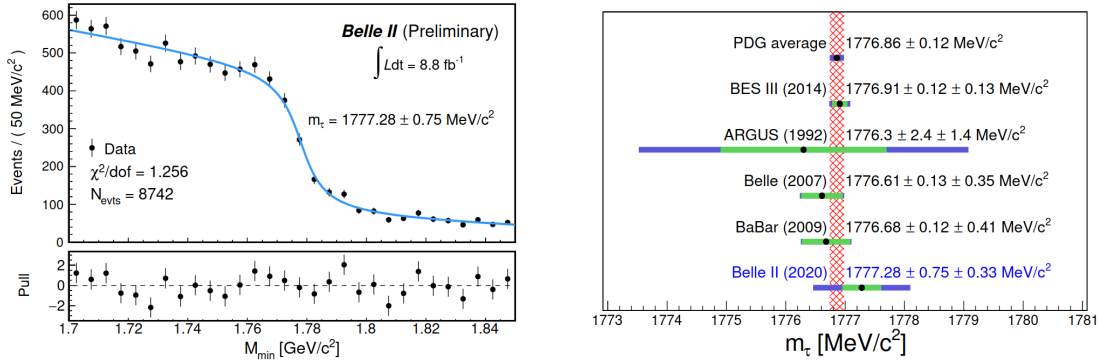 Belle II (Preliminary)
∫ Ldt = 8.8 fb⁻¹
m_τ = 1777.28 ± 0.75 MeV/c²
Data
χ²/dof = 1.256
N_evts = 8742
Events / ( 50 MeV/c² )
600
500
400
300
200
100
0
Pull
2
0
−2
1.7 1.72 1.74 1.76 1.78 1.8 1.82 1.84
M_min [GeV/c²]
PDG average 1776.86 ± 0.12 MeV/c²
BES III (2014) 1776.91 ± 0.12 ± 0.13 MeV/c²
ARGUS (1992) 1776.3 ± 2.4 ± 1.4 MeV/c²
Belle (2007) 1776.61 ± 0.13 ± 0.35 MeV/c²
BaBar (2009) 1776.68 ± 0.12 ± 0.41 MeV/c²
Belle II (2020) 1777.28 ± 0.75 ± 0.33 MeV/c²
1773 1774 1775 1776 1777 1778 1779 1780 1781
m_τ [MeV/c²]